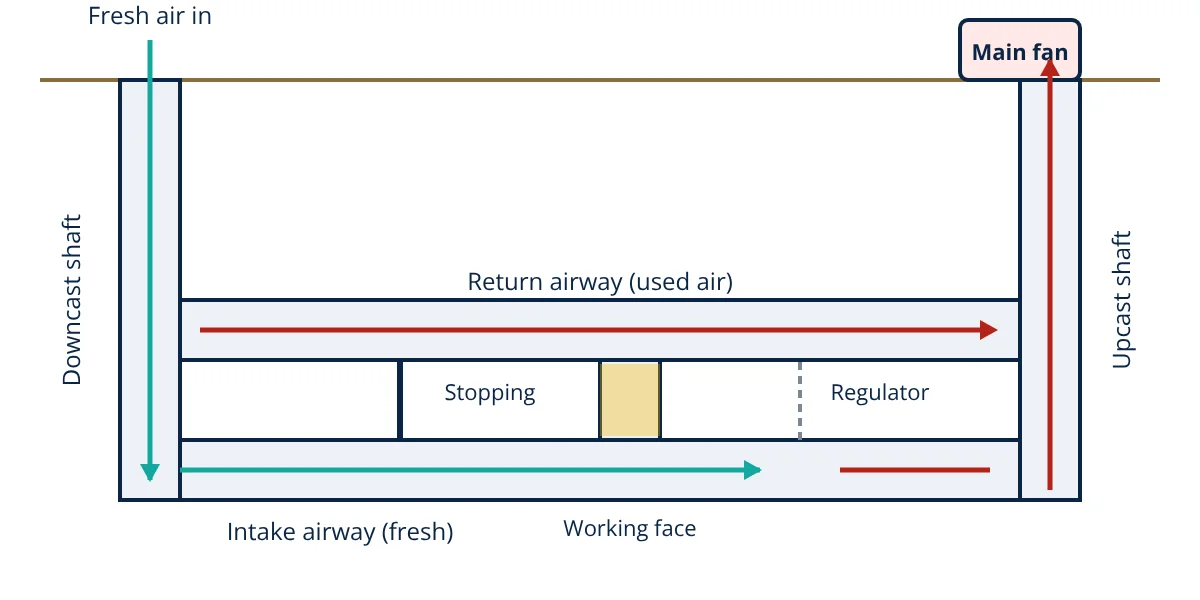 Fresh air in
Main fan
Downcast shaft
Upcast shaft
Return airway (used air)
Stopping
Regulator
Intake airway (fresh)
Working face